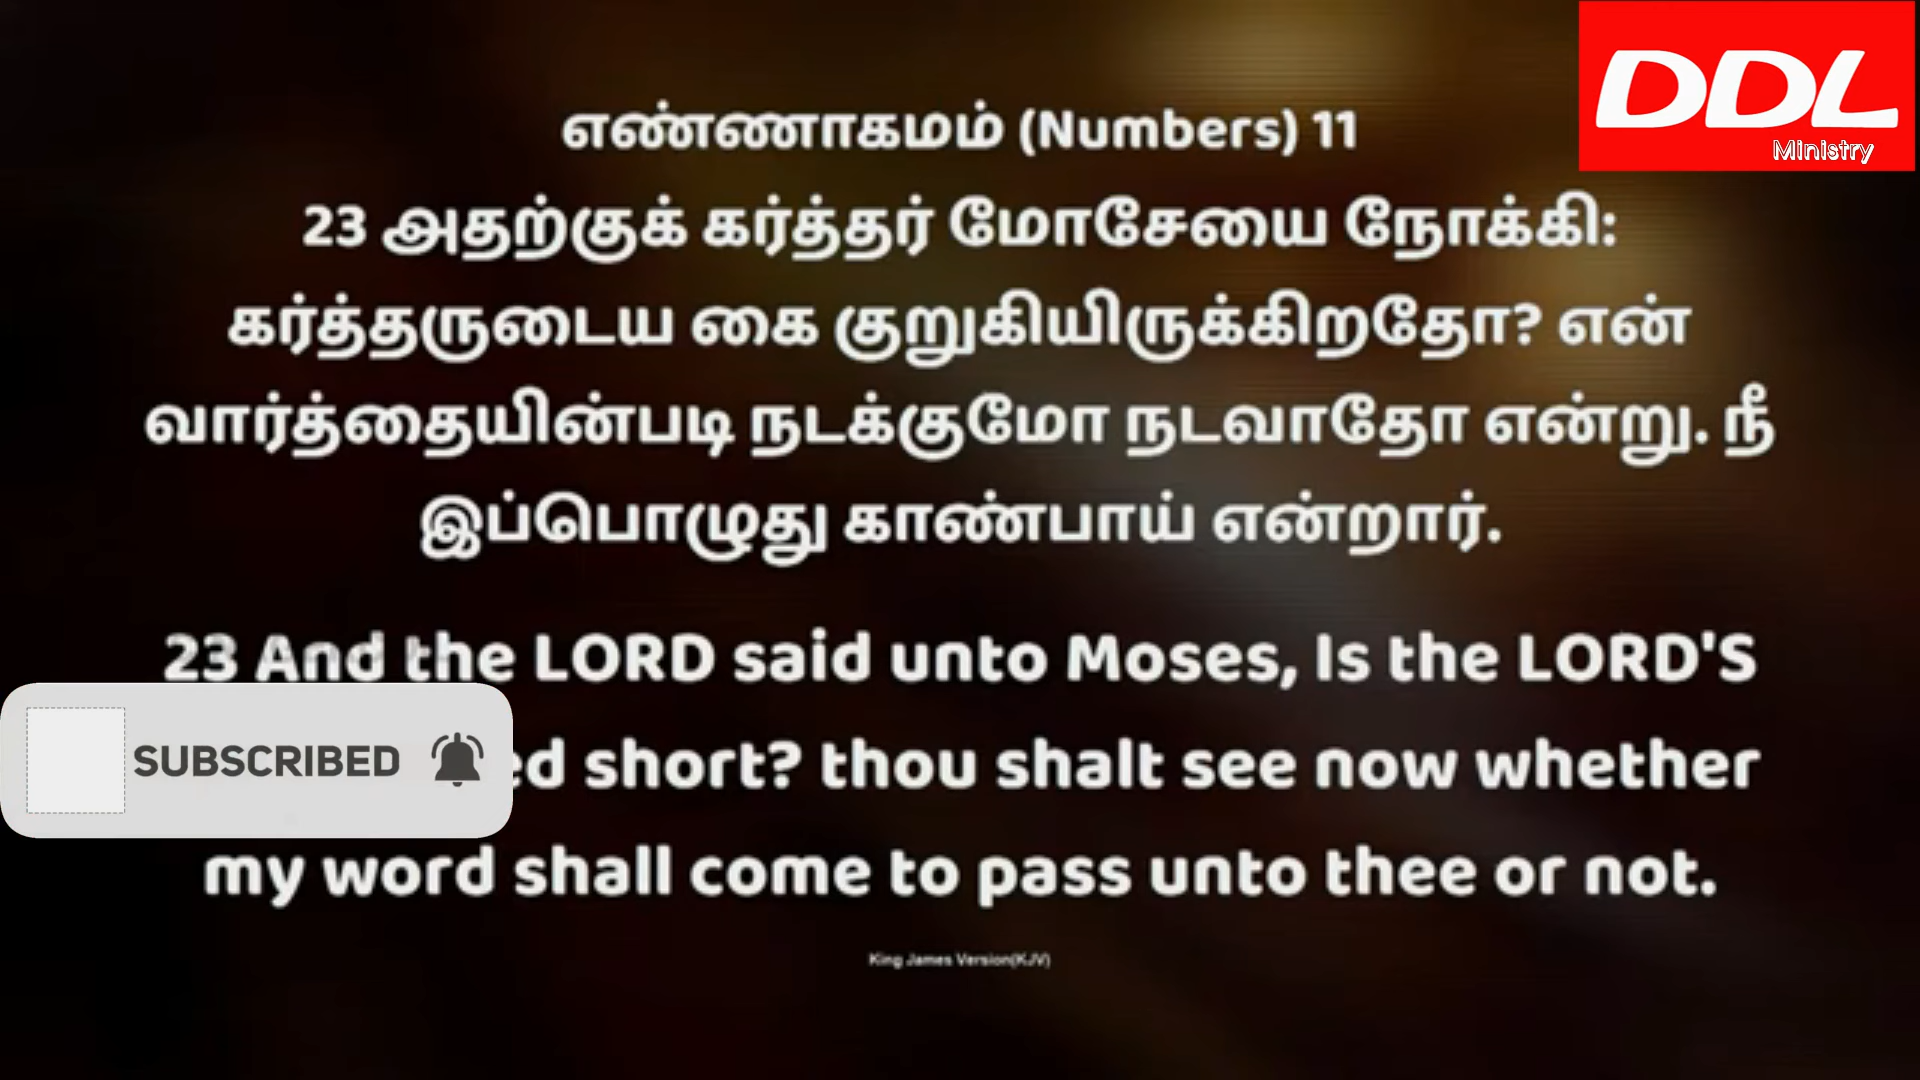 DDL
Ministry
எண்ணாகமம் (Numbers) 11
23 அதற்குக் கர்த்தர் மோசேயை நோக்கி:
கர்த்தருடைய கை குறுகியிருக்கிறதோ? என்
வார்த்தையின்படி நடக்குமோ நடவாதோ என்று. நீ
இப்பொழுது காண்பாய் என்றார்.
23 And the LORD said unto Moses, Is the LORD'S
SUBSCRIBED
short? thou shalt see now whether
my word shall come to pass unto thee or not.
King James Version(KJV)